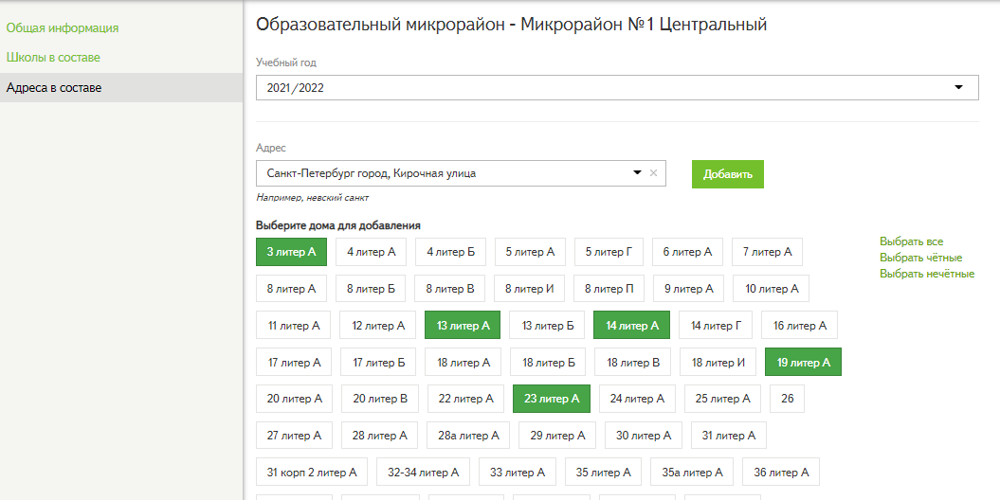 Общая информация
Школы в составе
Адреса в составе
Образовательный микрорайон - Микрорайон №1 Центральный
Учебный год
2021/2022
Адрес
Санкт-Петербург город, Кирочная улица
Добавить
Например, невский санкт
Выберите дома для добавления
Выбрать все
Выбрать чётные
Выбрать нечётные
3 литер А 4 литер А 4 литер Б 5 литер А 5 литер Г 6 литер А 7 литер А
8 литер А 8 литер Б 8 литер В 8 литер И 8 литер П 9 литер А 10 литер А
11 литер А 12 литер А 13 литер А 13 литер Б 14 литер А 14 литер Г 16 литер А
17 литер А 17 литер Б 18 литер А 18 литер Б 18 литер В 18 литер И 19 литер А
20 литер А 20 литер В 22 литер А 23 литер А 24 литер А 25 литер А 26
27 литер А 28 литер А 28а литер А 29 литер А 30 литер А 31 литер А
31 корп 2 литер А 32-34 литер А 33 литер А 35 литер А 35а литер А 36 литер А